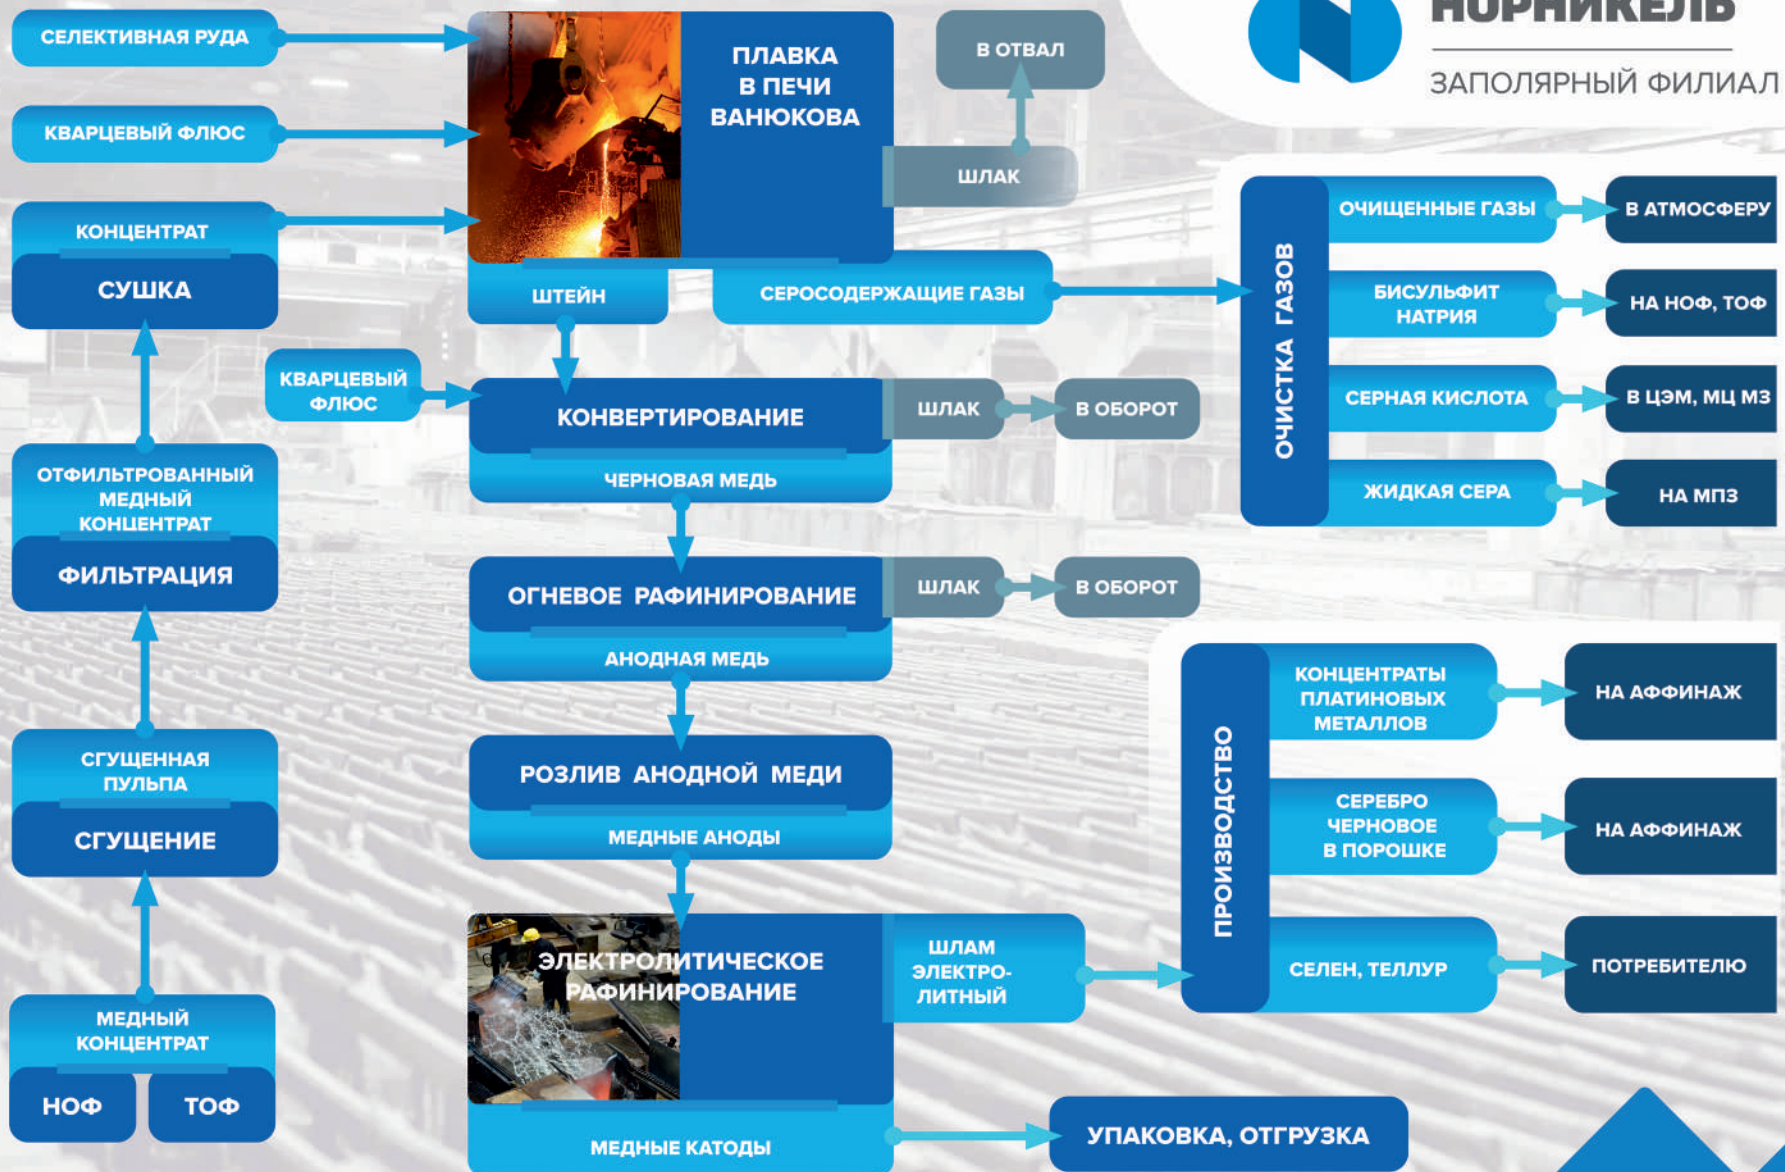 НОРНИКЕЛЬ
ЗАПОЛЯРНЫЙ ФИЛИАЛ
СЕЛЕКТИВНАЯ РУДА
КВАРЦЕВЫЙ ФЛЮС
КОНЦЕНТРАТ
СУШКА
ОТФИЛЬТРОВАННЫЙ
МЕДНЫЙ
КОНЦЕНТРАТ
ФИЛЬТРАЦИЯ
СГУЩЕННАЯ
ПУЛЬПА
СГУЩЕНИЕ
МЕДНЫЙ
КОНЦЕНТРАТ
НОФ
ТОФ
ПЛАВКА
В ПЕЧИ
ВАНЮКОВА
В ОТВАЛ
ШЛАК
ШТЕЙН
СЕРОСОДЕРЖАЩИЕ ГАЗЫ
КВАРЦЕВЫЙ
ФЛЮС
КОНВЕРТИРОВАНИЕ
ШЛАК
В ОБОРОТ
ЧЕРНОВАЯ МЕДЬ
ОГНЕВОЕ РАФИНИРОВАНИЕ
ШЛАК
В ОБОРОТ
АНОДНАЯ МЕДЬ
РОЗЛИВ АНОДНОЙ МЕДИ
МЕДНЫЕ АНОДЫ
ЭЛЕКТРОЛИТИЧЕСКОЕ
РАФИНИРОВАНИЕ
ШЛАМ
ЭЛЕКТРО-
ЛИТНЫЙ
МЕДНЫЕ КАТОДЫ
УПАКОВКА, ОТГРУЗКА
ОЧИСТКА ГАЗОВ
ОЧИЩЕННЫЕ ГАЗЫ
В АТМОСФЕРУ
БИСУЛЬФИТ
НАТРИЯ
НА НОФ, ТОФ
СЕРНАЯ КИСЛОТА
В ЦЭМ, МЦ МЗ
ЖИДКАЯ СЕРА
НА МПЗ
ПРОИЗВОДСТВО
КОНЦЕНТРАТЫ
ПЛАТИНОВЫХ
МЕТАЛЛОВ
НА АФФИНАЖ
СЕРЕБРО
ЧЕРНОВОЕ
В ПОРОШКЕ
НА АФФИНАЖ
СЕЛЕН, ТЕЛЛУР
ПОТРЕБИТЕЛЮ